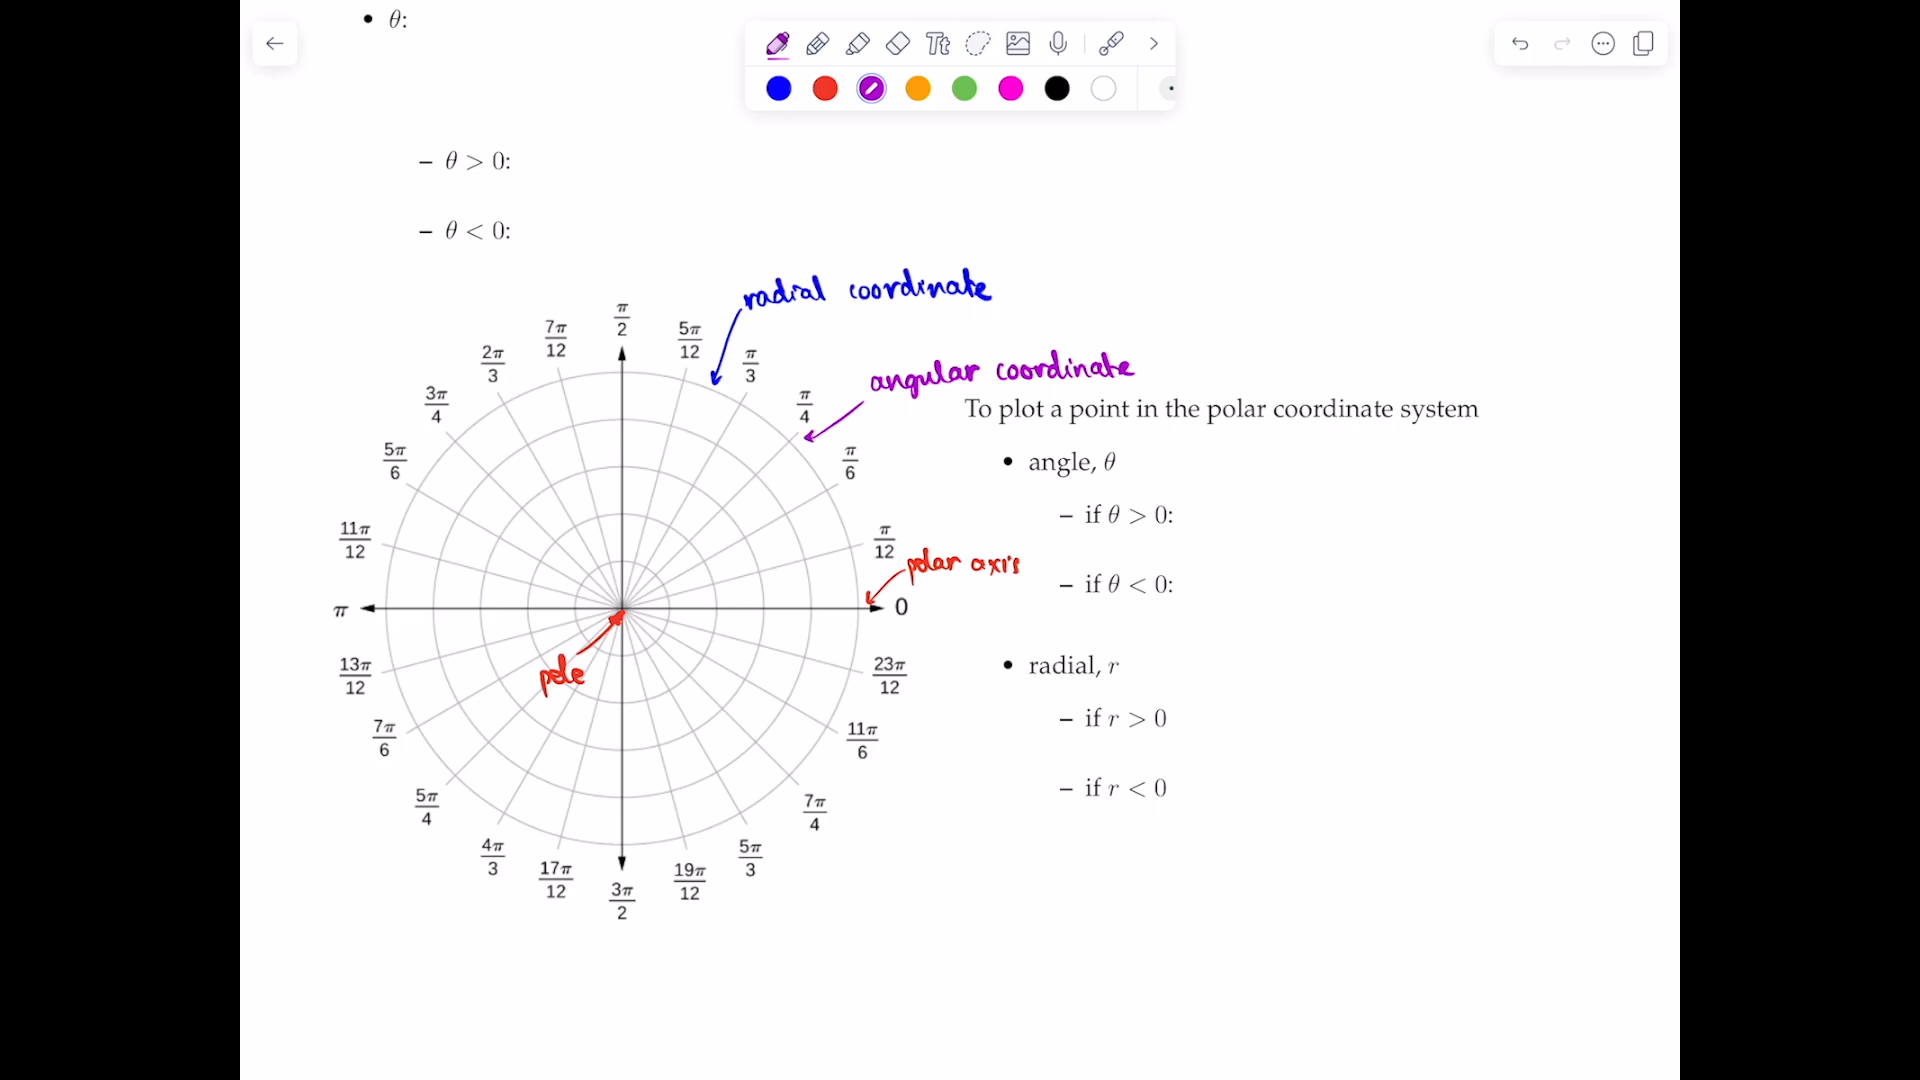 • θ:
Tt
– θ > 0:
– θ < 0:
radial coordinate
π/2
7π/12
5π/12
2π/3
π/3
angular coordinate
3π/4
π/4
To plot a point in the polar coordinate system
5π/6
π/6
• angle, θ
– if θ > 0:
11π/12
π/12
polar axis
– if θ < 0:
π
0
pole
13π/12
23π/12
• radial, r
7π/6
11π/6
– if r > 0
5π/4
7π/4
– if r < 0
4π/3
5π/3
17π/12
19π/12
3π/2